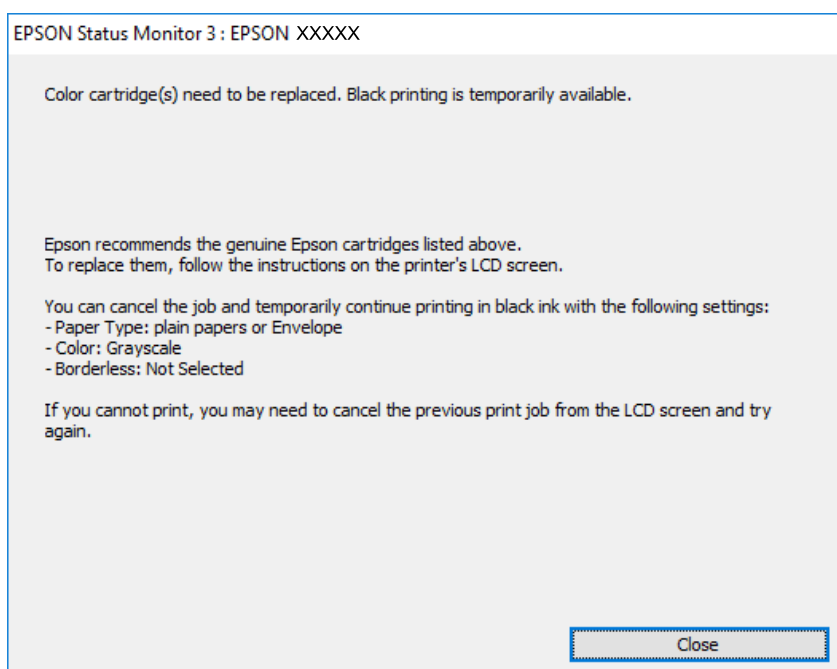 EPSON Status Monitor 3 : EPSON XXXXX
Color cartridge(s) need to be replaced. Black printing is temporarily available.
Epson recommends the genuine Epson cartridges listed above.
To replace them, follow the instructions on the printer's LCD screen.
You can cancel the job and temporarily continue printing in black ink with the following settings:
- Paper Type: plain papers or Envelope
- Color: Grayscale
- Borderless: Not Selected
If you cannot print, you may need to cancel the previous print job from the LCD screen and try
again.
Close